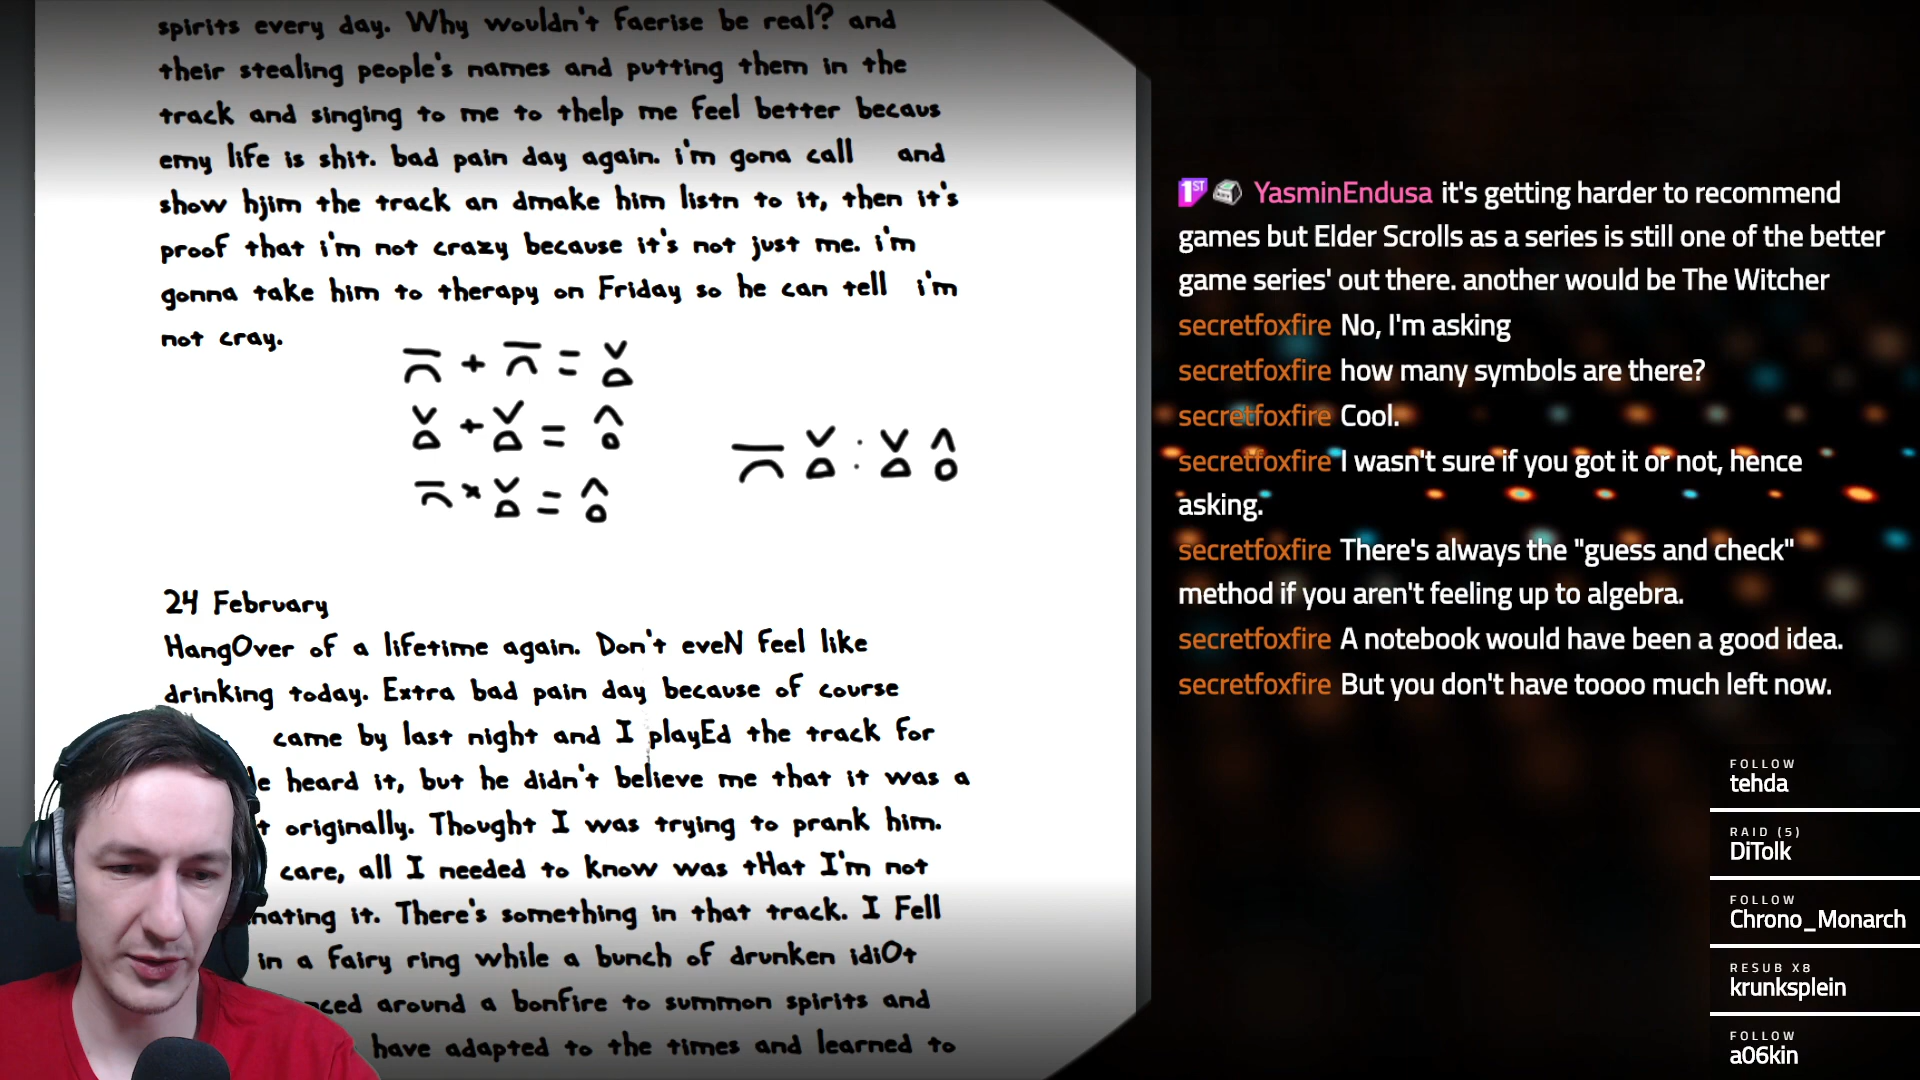 spirits every day. Why wouldn't faerise be real? and
their stealing people's names and putting them in the
track and singing to me to thelp me feel better becaus
emy life is shit. bad pain day again. i'm gona call and
show hjim the track an dmake him listn to it, then it's
proof that i'm not crazy because it's not just me. i'm
gonna take him to therapy on Friday so he can tell i'm
not cray.
+ =
+ =
× =
:
24 February
HangOver of a lifetime again. Don't eveN feel like
drinking today. Extra bad pain day because of course
came by last night and I playEd the track for
heard it, but he didn't believe me that it was a
originally. Thought I was trying to prank him.
care, all I needed to know was tHat I'm not
nating it. There's something in that track. I Fell
in a fairy ring while a bunch of drunken idiOt
nced around a bonfire to summon spirits and
have adapted to the times and learned to
1ST YasminEndusa it's getting harder to recommend
games but Elder Scrolls as a series is still one of the better
game series' out there. another would be The Witcher
secretfoxfire No, I'm asking
secretfoxfire how many symbols are there?
secretfoxfire Cool.
secretfoxfire I wasn't sure if you got it or not, hence
asking.
secretfoxfire There's always the "guess and check"
method if you aren't feeling up to algebra.
secretfoxfire A notebook would have been a good idea.
secretfoxfire But you don't have toooo much left now.
FOLLOW
tehda
RAID (5)
DiTolk
FOLLOW
Chrono_Monarch
RESUB X8
krunksplein
FOLLOW
a06kin